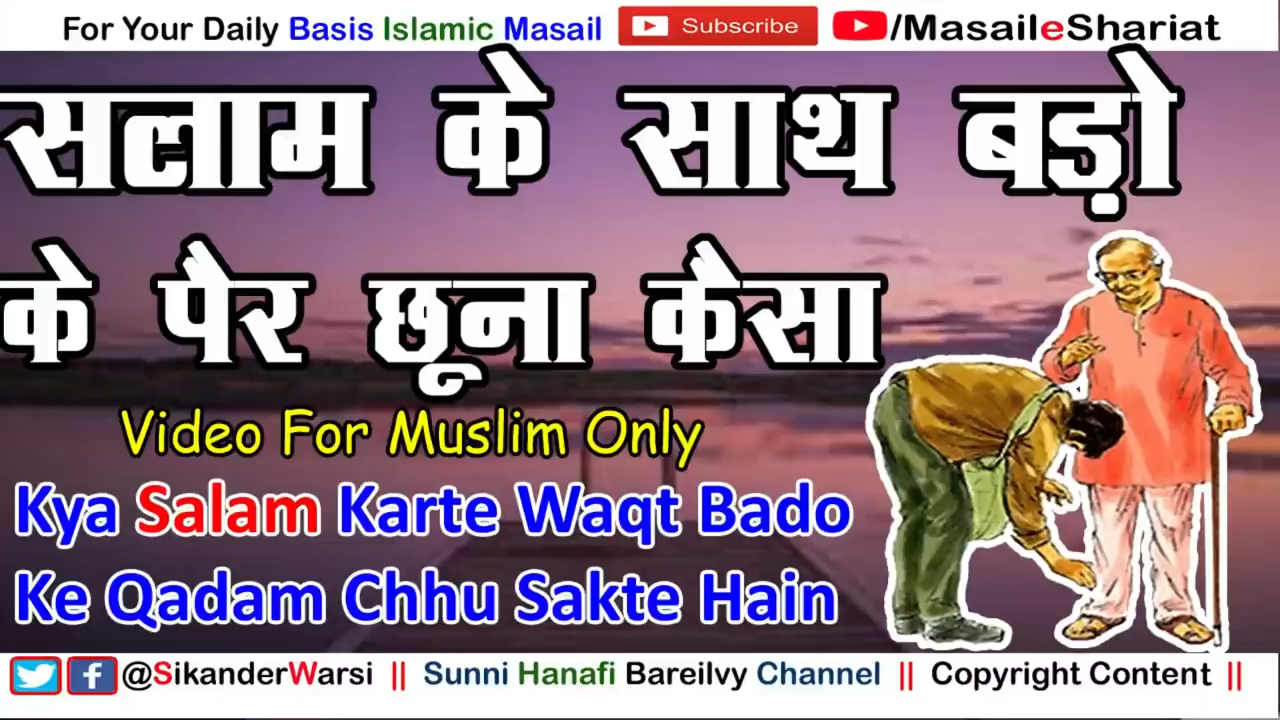 For Your Daily Basis Islamic Masail Subscribe /MasaileShariat
सलाम के साथ बड़ो
के पैर छूना कैसा
Video For Muslim Only
Kya Salam Karte Waqt Bado
Ke Qadam Chhu Sakte Hain
@SikanderWarsi || Sunni Hanafi Bareilvy Channel || Copyright Content ||